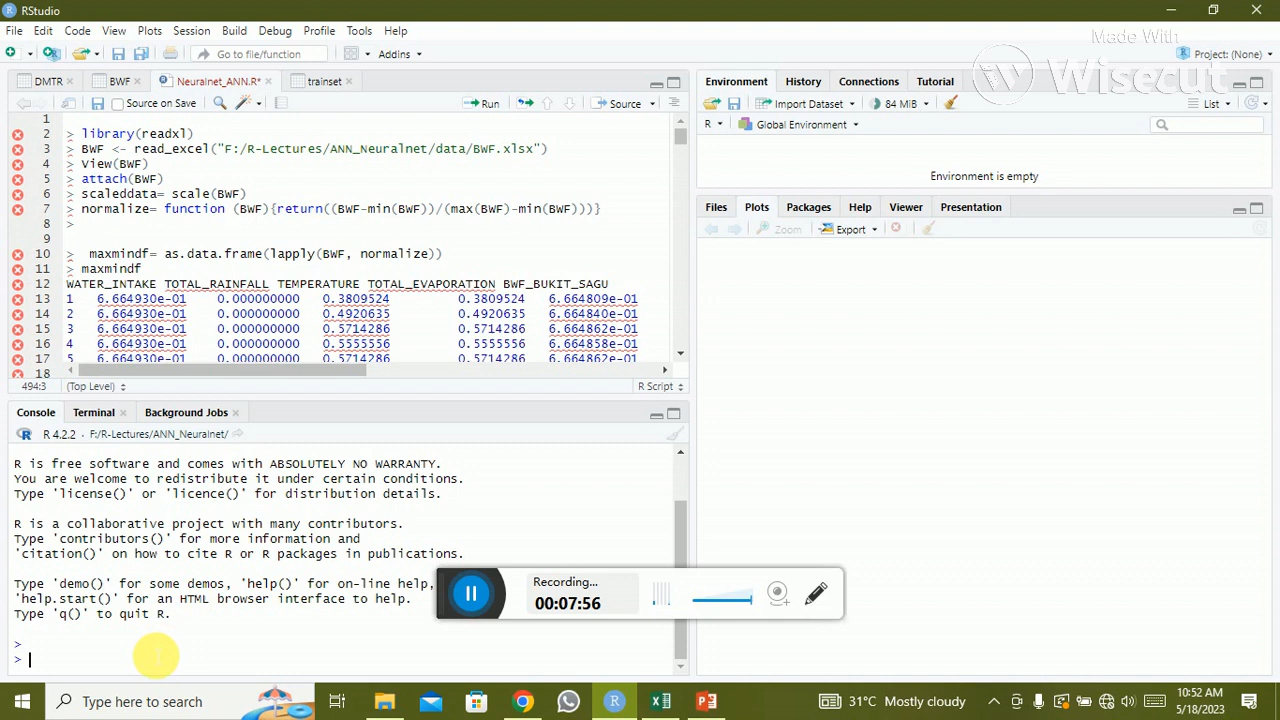 RStudio
File Edit Code View Plots Session Build Debug Profile Tools Help
Made With
Wisecut
Go to file/function Addins Project: (None)
DMTR BWF Neuralnet_ANN.R* trainset
Source on Save Run Source
1
2 > library(readxl)
3 > BWF <- read_excel("F:/R-Lectures/ANN_Neuralnet/data/BWF.xlsx")
4 > View(BWF)
5 > attach(BWF)
6 > scaleddata= scale(BWF)
7 > normalize= function (BWF){return((BWF-min(BWF))/(max(BWF)-min(BWF)))}
8 >
9
10 > maxmindf= as.data.frame(lapply(BWF, normalize))
11 > maxmindf
12 WATER_INTAKE TOTAL_RAINFALL TEMPERATURE TOTAL_EVAPORATION BWF_BUKIT_SAGU
13 1 6.664930e-01 0.000000000 0.3809524 0.3809524 6.664809e-01
14 2 6.664930e-01 0.000000000 0.4920635 0.4920635 6.664840e-01
15 3 6.664930e-01 0.000000000 0.5714286 0.5714286 6.664862e-01
16 4 6.664930e-01 0.000000000 0.5555556 0.5714286 6.664858e-01
17 5 6.664930e-01 0.000000000 0.5714286 0.5714286 6.664862e-01
18
494:3 (Top Level) R Script
Console Terminal Background Jobs
R 4.2.2 · F:/R-Lectures/ANN_Neuralnet/
R is free software and comes with ABSOLUTELY NO WARRANTY.
You are welcome to redistribute it under certain conditions.
Type 'license()' or 'licence()' for distribution details.
R is a collaborative project with many contributors.
Type 'contributors()' for more information and
'citation()' on how to cite R or R packages in publications.
Type 'demo()' for some demos, 'help()' for on-line help,
'help.start()' for an HTML browser interface to help.
Type 'q()' to quit R.
>
>
Environment History Connections Tutorial
Import Dataset 84 MiB List
R Global Environment
Environment is empty
Files Plots Packages Help Viewer Presentation
Zoom Export
Recording...
00:07:56
Type here to search
31°C Mostly cloudy
10:52 AM
5/18/2023